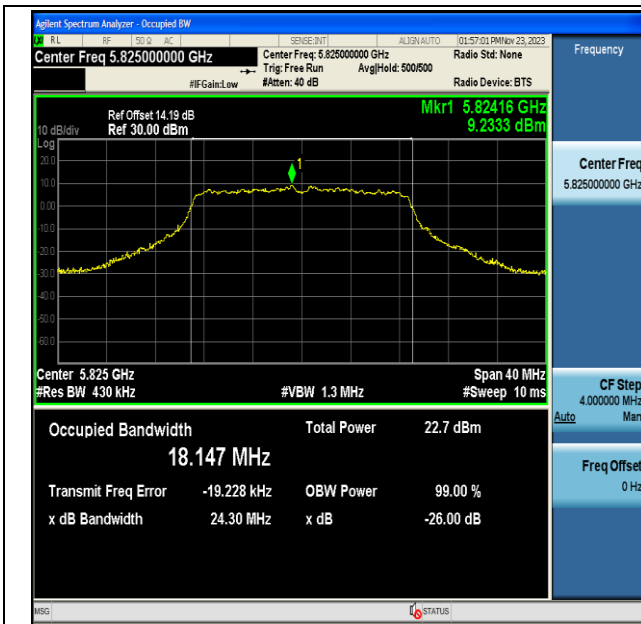 Agilent Spectrum Analyzer - Occupied BW
RL RF 50 Ω AC SENSE:INT ALIGN AUTO 01:57:01 PM Nov 23, 2023
Center Freq 5.825000000 GHz
Center Freq: 5.825000000 GHz
Radio Std: None
Trig: Free Run Avg|Hold: 500/500
#IFGain:Low #Atten: 40 dB Radio Device: BTS
Ref Offset 14.19 dB
10 dB/div Ref 30.00 dBm
Mkr1 5.82416 GHz
9.2333 dBm
Log
20.0
10.0
0.00
-10.0
-20.0
-30.0
-40.0
-50.0
-60.0
1
Center 5.825 GHz Span 40 MHz
#Res BW 430 kHz #VBW 1.3 MHz #Sweep 10 ms
Occupied Bandwidth Total Power 22.7 dBm
18.147 MHz
Transmit Freq Error -19.228 kHz OBW Power 99.00 %
x dB Bandwidth 24.30 MHz x dB -26.00 dB
MSG STATUS
Frequency
Center Freq
5.825000000 GHz
CF Step
4.000000 MHz
Auto Man
Freq Offset
0 Hz